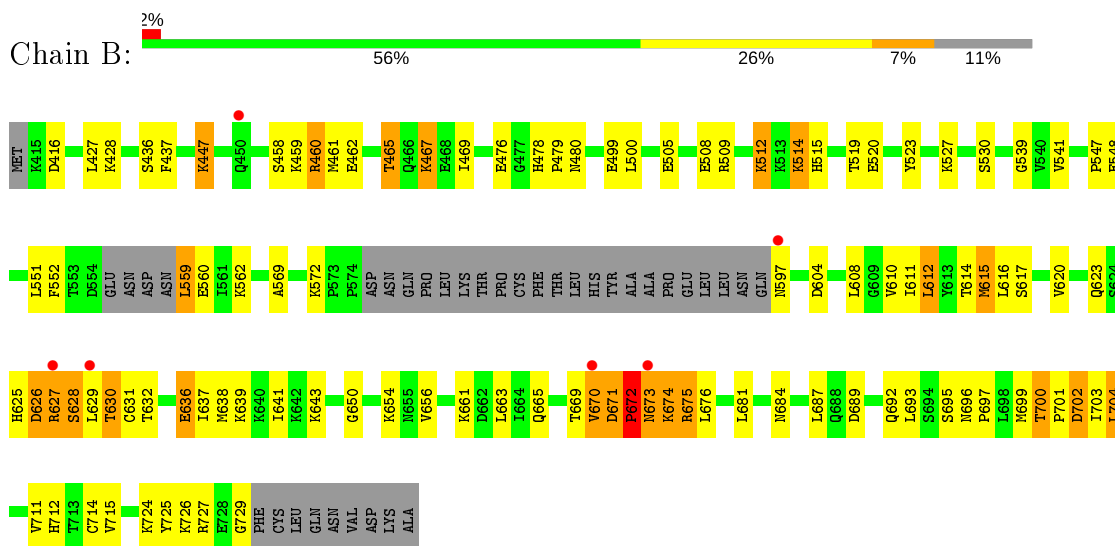 2%
Chain B:
56% 26% 7% 11%
MET K415 D416 L427 K428 S436 F437 K447 Q450 S458 K459 R460 M461 E462 T465 Q466 K467 E468 I469 E476 G477 H478 P479 N480 E499 L500 E505 E508 R509 K512 K513 K514 H515 T519 E520 Y523 K527 S530 G539 V540 V541 P547
L551 F552 T553 D554 GLU ASN ASP ASN L559 E560 I561 K562 A569 K572 P573 P574 ASP ASN GLN PRO LEU LYS THR PRO CYS PHE THR LEU HIS TYR ALA ALA PRO GLU LEU LEU ASN GLN N597 D604 L608 G609 V610 I611 L612 Y613 T614 M615 L616 S617 V620 Q623
H625 D626 R627 S628 L629 T630 C631 T632 E636 I637 M638 K639 K640 I641 K642 K643 G650 K654 N655 V656 K661 D662 L663 I664 Q665 T669 V670 D671 P672 N673 K674 R675 L676 L681 N684 L687 Q688 D689 Q692 L693 S694 S695 N696 P697 L698 M699 T700 P701 D702 I703
V711 H712 T713 C714 V715 K724 Y725 K726 R727 E728 G729 PHE CYS LEU GLN ASN VAL ASP LYS ALA